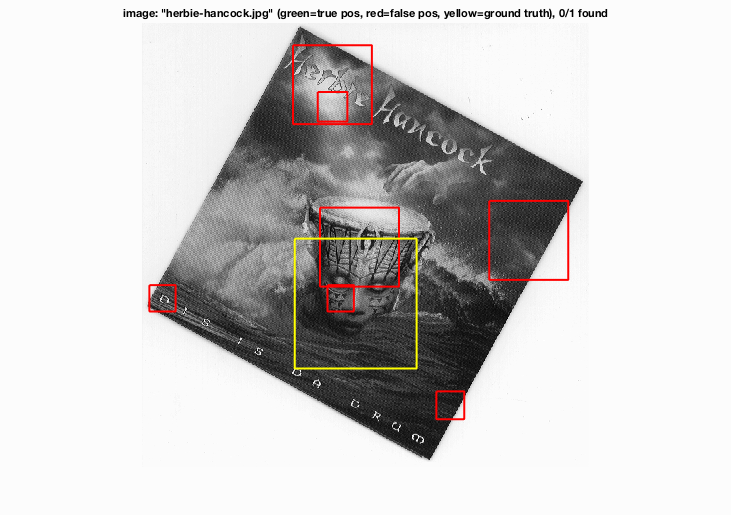 image: "herbie-hancock.jpg" (green=true pos, red=false pos, yellow=ground truth), 0/1 found
Herbie Hancock
DIS IS DA DRUM